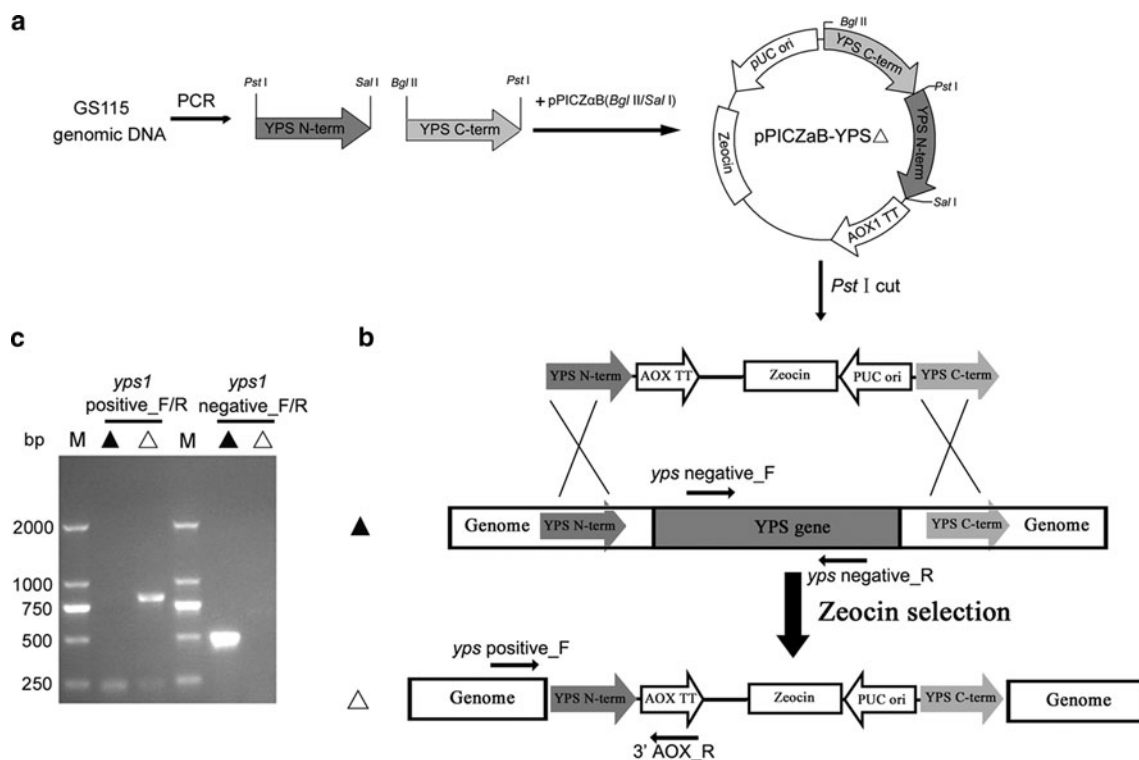 a
GS115
genomic DNA
PCR
Pst I
Sal I
YPS N-term
Bgl II
Pst I
YPS C-term
+ pPICZαB(Bgl II/Sal I)
Bgl II
pUC ori
YPS C-term
Pst I
YPS N-term
Sal I
AOX1 TT
Zeocin
pPICZaB-YPS△
Pst I cut
c
yps1
positive_F/R
yps1
negative_F/R
bp
M
▲
△
M
▲
△
2000
1000
750
500
250
b
YPS N-term
AOX TT
Zeocin
PUC ori
YPS C-term
yps negative_F
▲
Genome
YPS N-term
YPS gene
YPS C-term
Genome
yps negative_R
Zeocin selection
yps positive_F
△
Genome
YPS N-term
AOX TT
Zeocin
PUC ori
YPS C-term
Genome
3' AOX_R